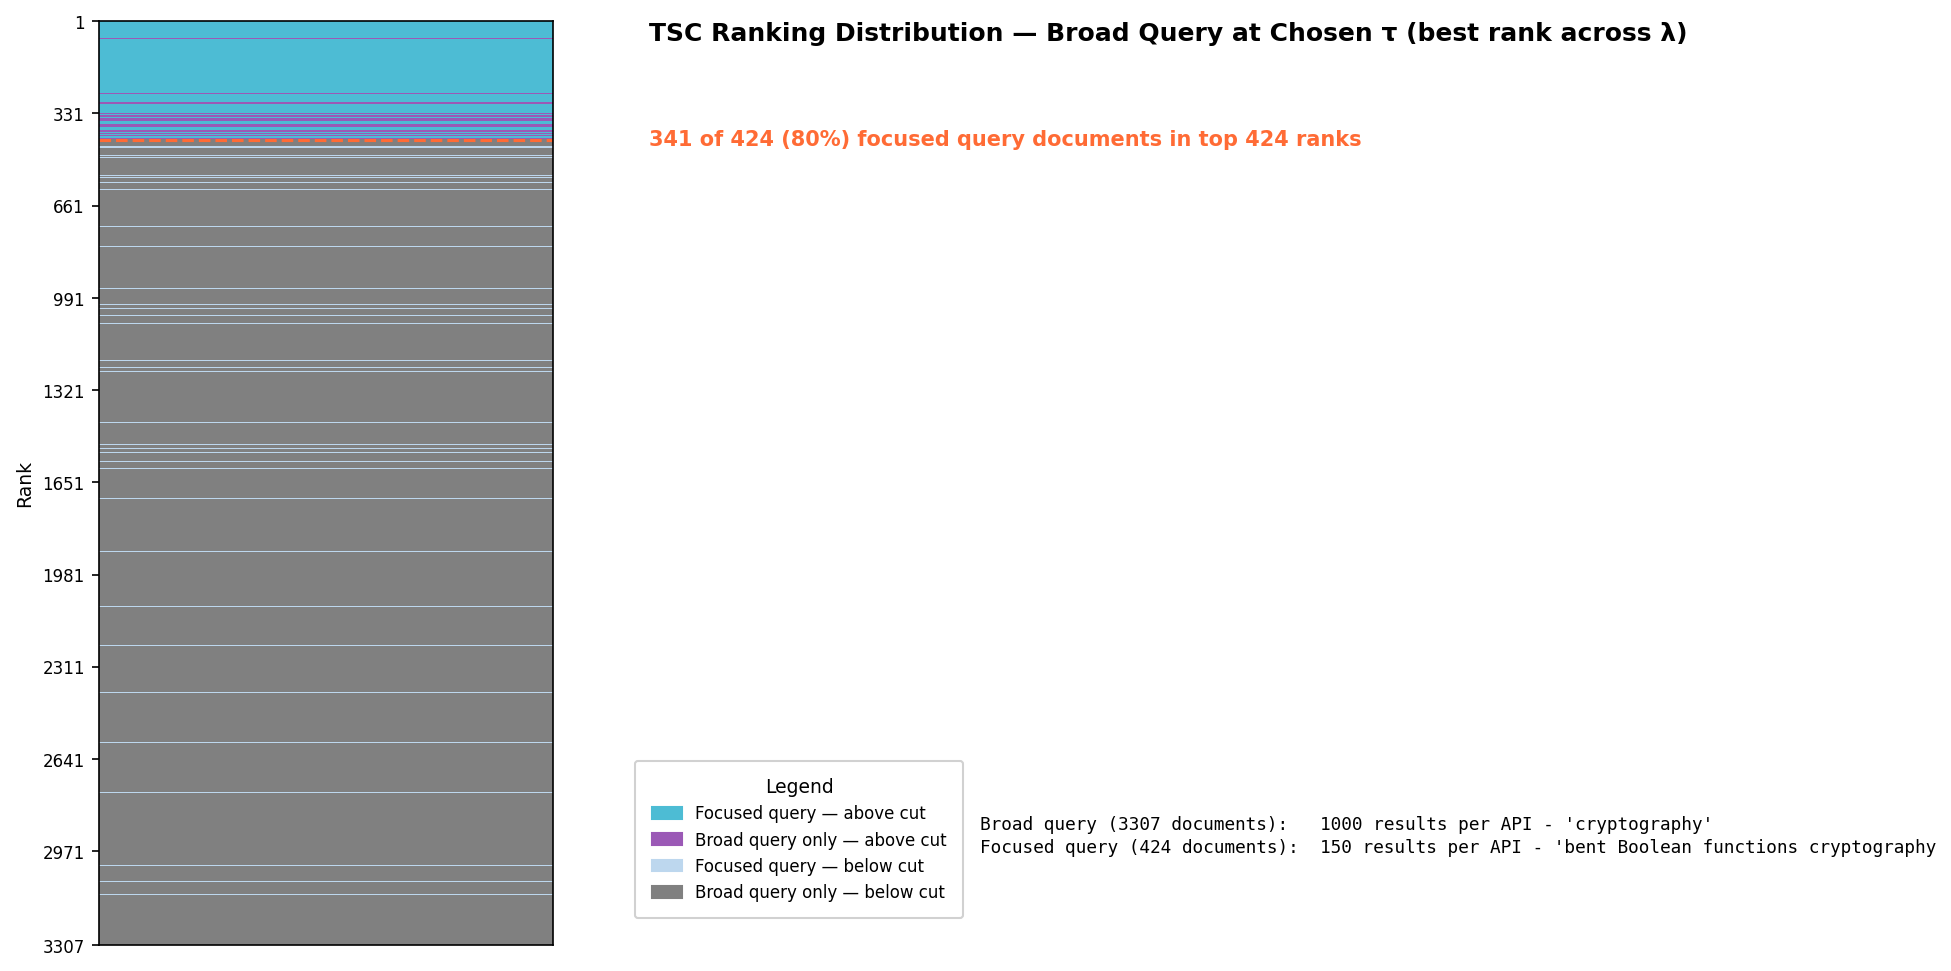 TSC Ranking Distribution — Broad Query at Chosen τ (best rank across λ)
341 of 424 (80%) focused query documents in top 424 ranks
Rank
1
331
661
991
1321
1651
1981
2311
2641
2971
3307
Legend
Focused query — above cut
Broad query only — above cut
Focused query — below cut
Broad query only — below cut
Broad query (3307 documents):   1000 results per API - 'cryptography'
Focused query (424 documents):  150 results per API - 'bent Boolean functions cryptography